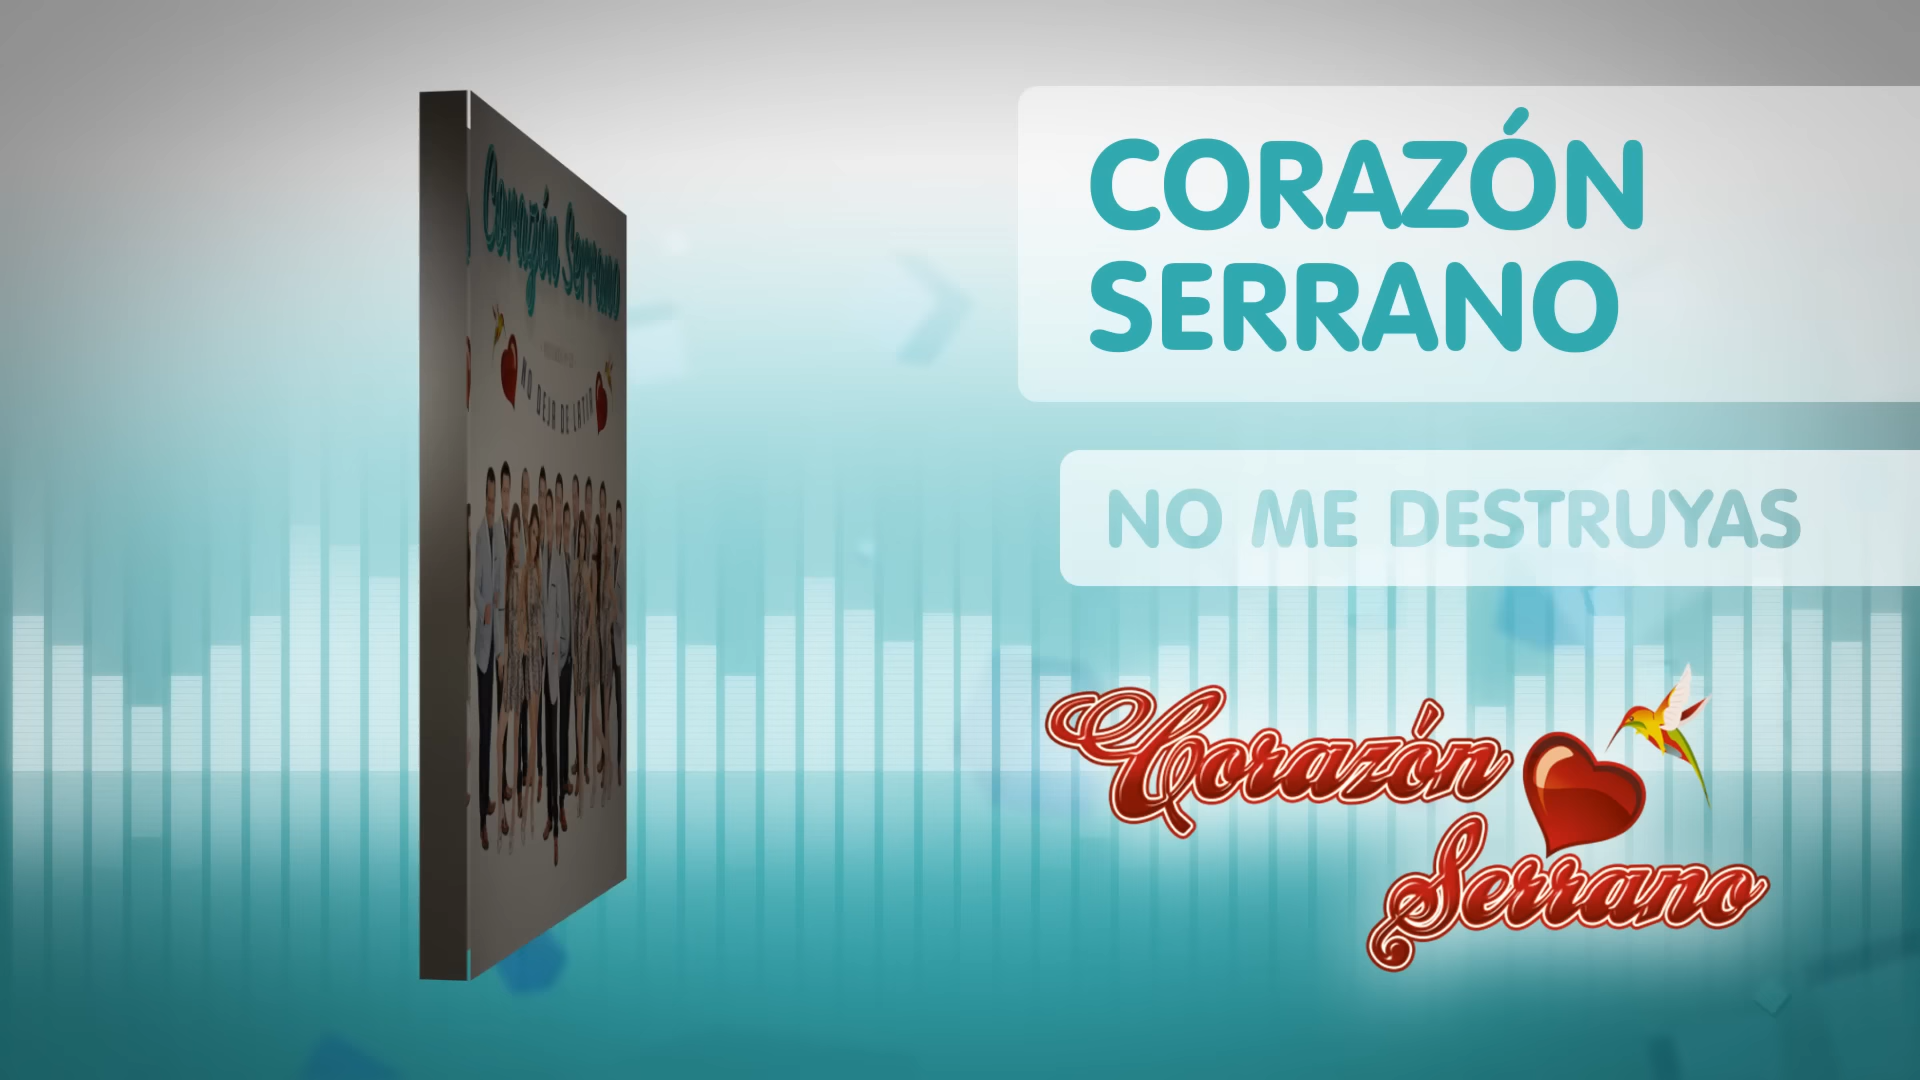 Corazón Serrano
NO DEJA DE LATIR
CORAZÓN
SERRANO
NO ME DESTRUYAS
Corazón
Serrano